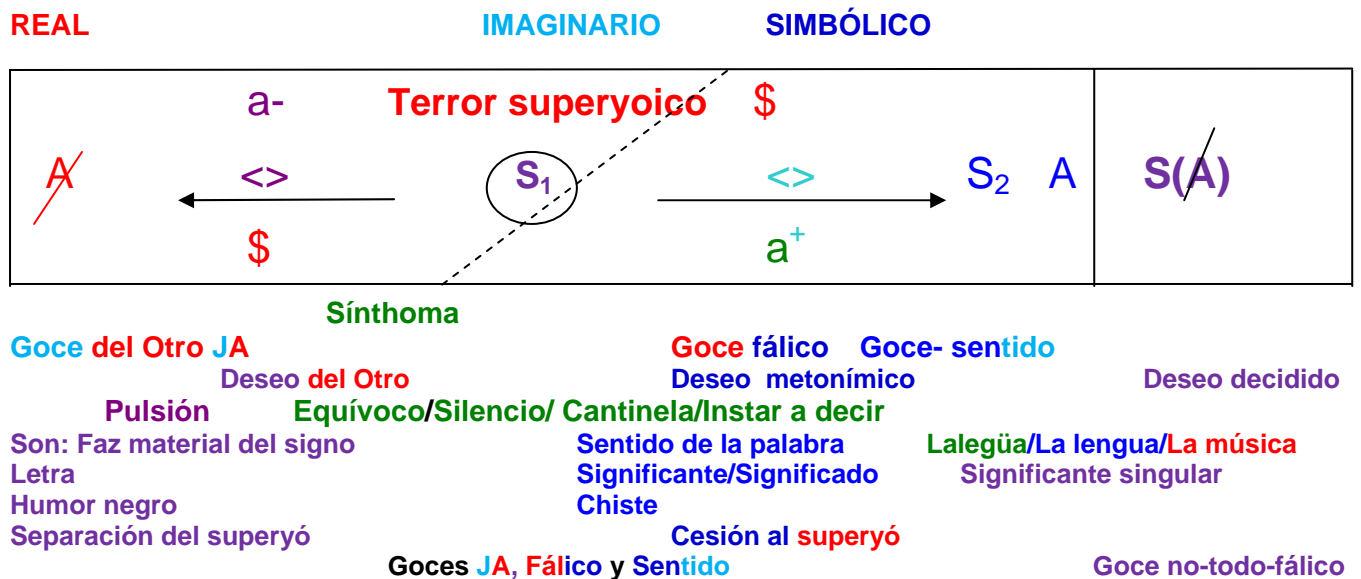 REAL IMAGINARIO SIMBÓLICO
a- Terror superyoico $
A <> S₁ <> S₂ A S(A)
$ a⁺
Sínthoma
Goce del Otro JA Goce fálico Goce- sentido
Deseo del Otro Deseo metonímico Deseo decidido
Pulsión Equívoco/Silencio/ Cantinela/Instar a decir
Son: Faz material del signo Sentido de la palabra Lalegüa/La lengua/La música
Letra Significante/Significado Significante singular
Humor negro Chiste
Separación del superyó Cesión al superyó
Goces JA, Fálico y Sentido Goce no-todo-fálico